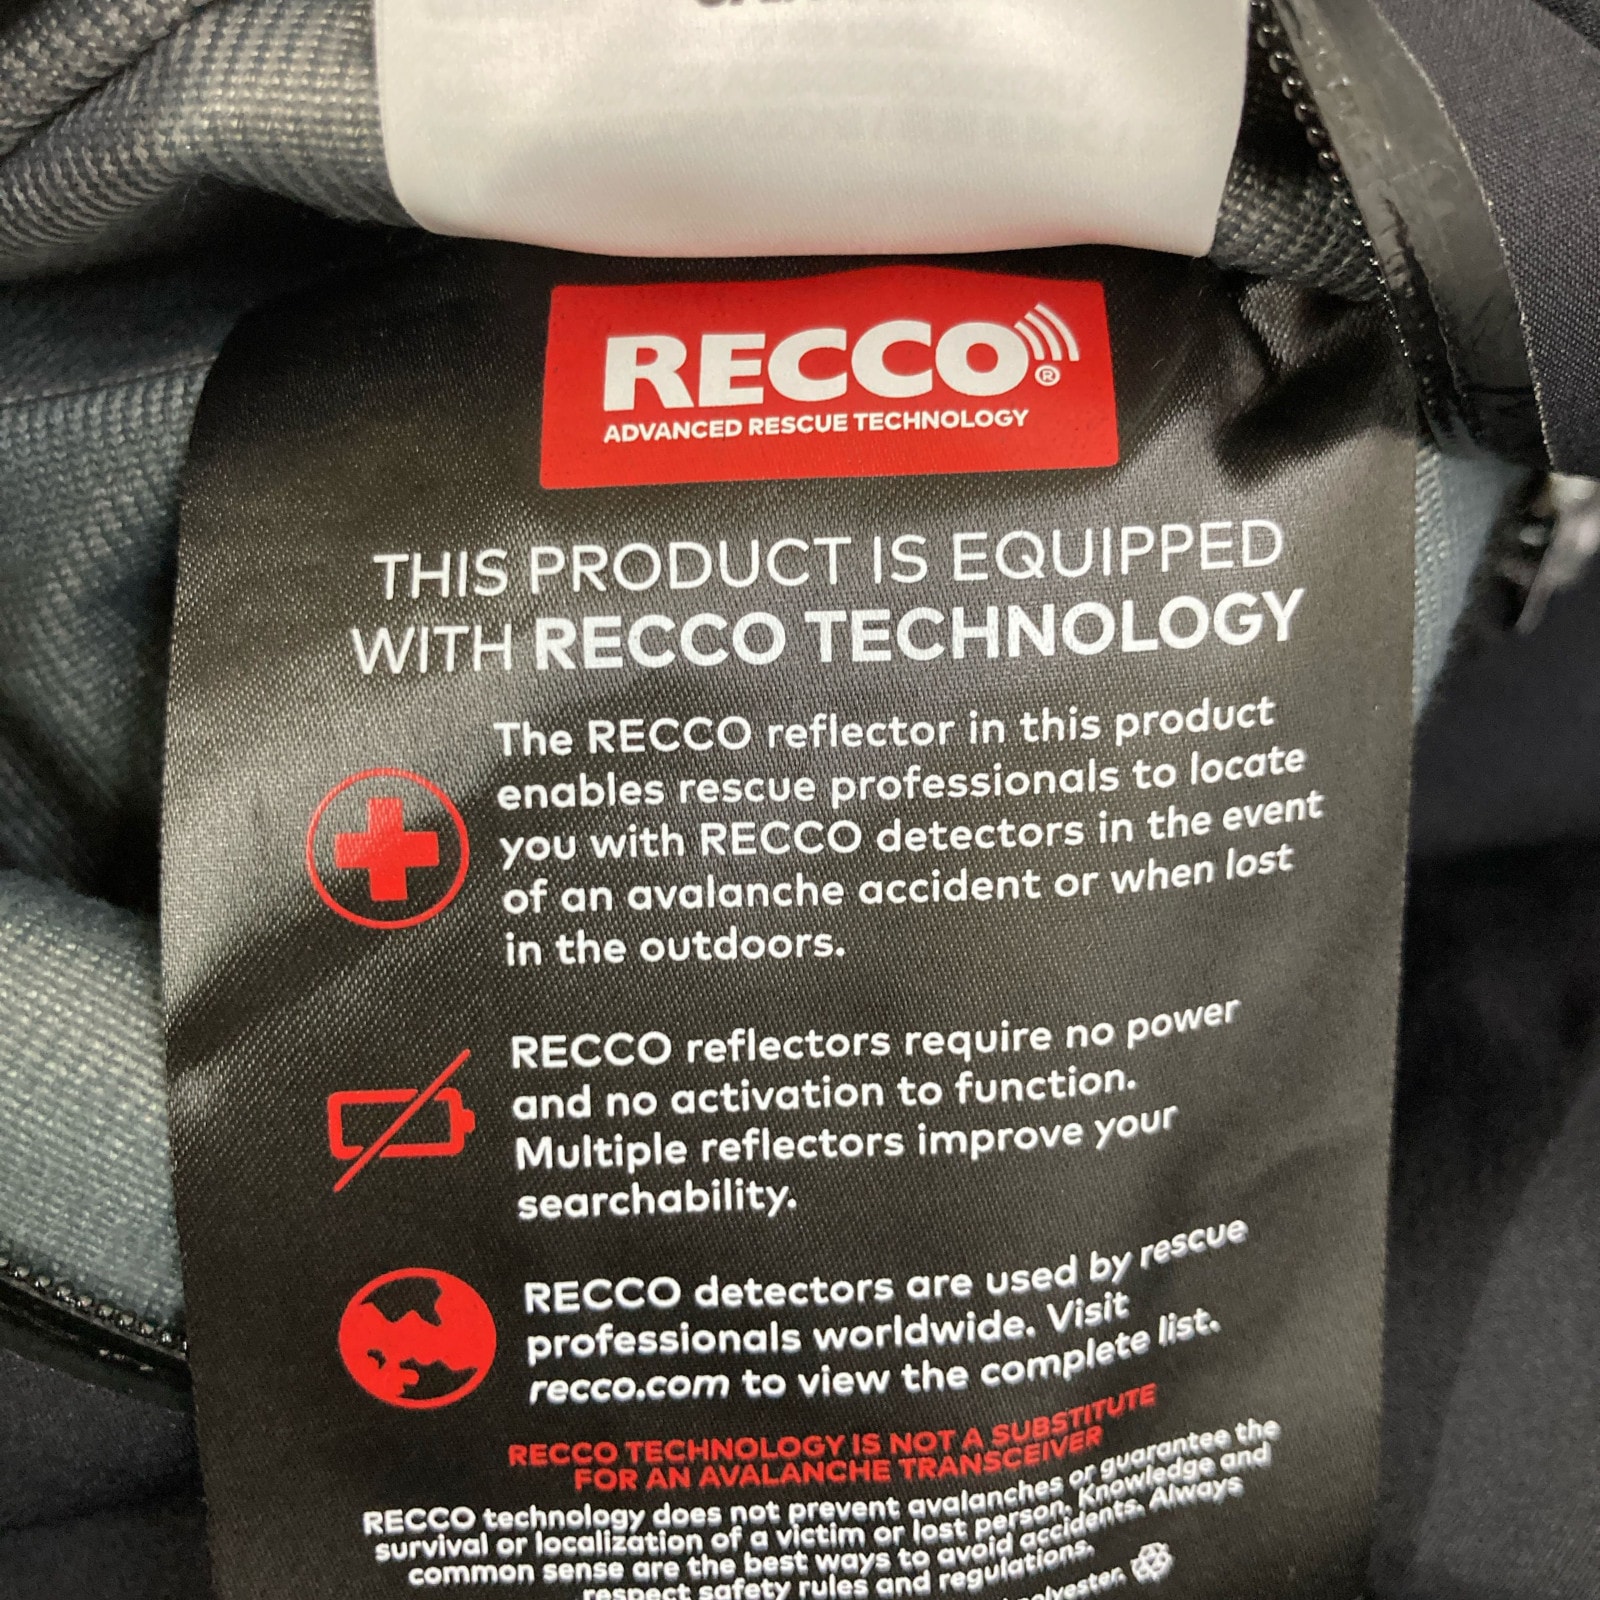 RECCO®
ADVANCED RESCUE TECHNOLOGY
THIS PRODUCT IS EQUIPPED
WITH RECCO TECHNOLOGY
The RECCO reflector in this product
enables rescue professionals to locate
you with RECCO detectors in the event
of an avalanche accident or when lost
in the outdoors.
RECCO reflectors require no power
and no activation to function.
Multiple reflectors improve your
searchability.
RECCO detectors are used by rescue
professionals worldwide. Visit
recco.com to view the complete list.
RECCO TECHNOLOGY IS NOT A SUBSTITUTE
FOR AN AVALANCHE TRANSCEIVER
RECCO technology does not prevent avalanches or guarantee the
survival or localization of a victim or lost person. Knowledge and
common sense are the best ways to avoid accidents. Always
respect safety rules and regulations.
polyester.